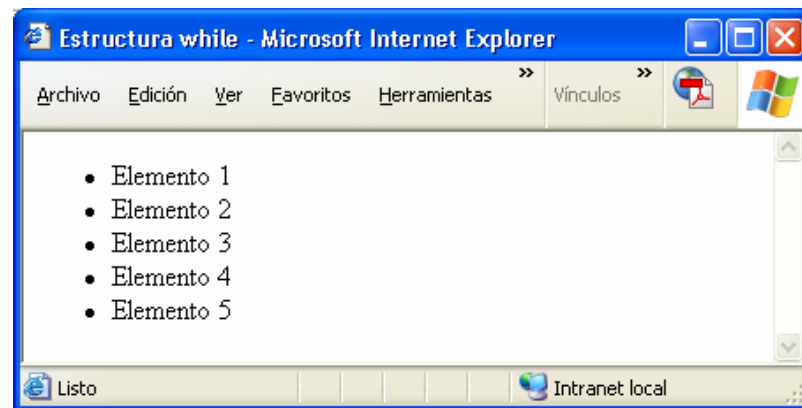 Estructura while - Microsoft Internet Explorer
Archivo Edición Ver Favoritos Herramientas » Vínculos »
Elemento 1
Elemento 2
Elemento 3
Elemento 4
Elemento 5
Listo Intranet local